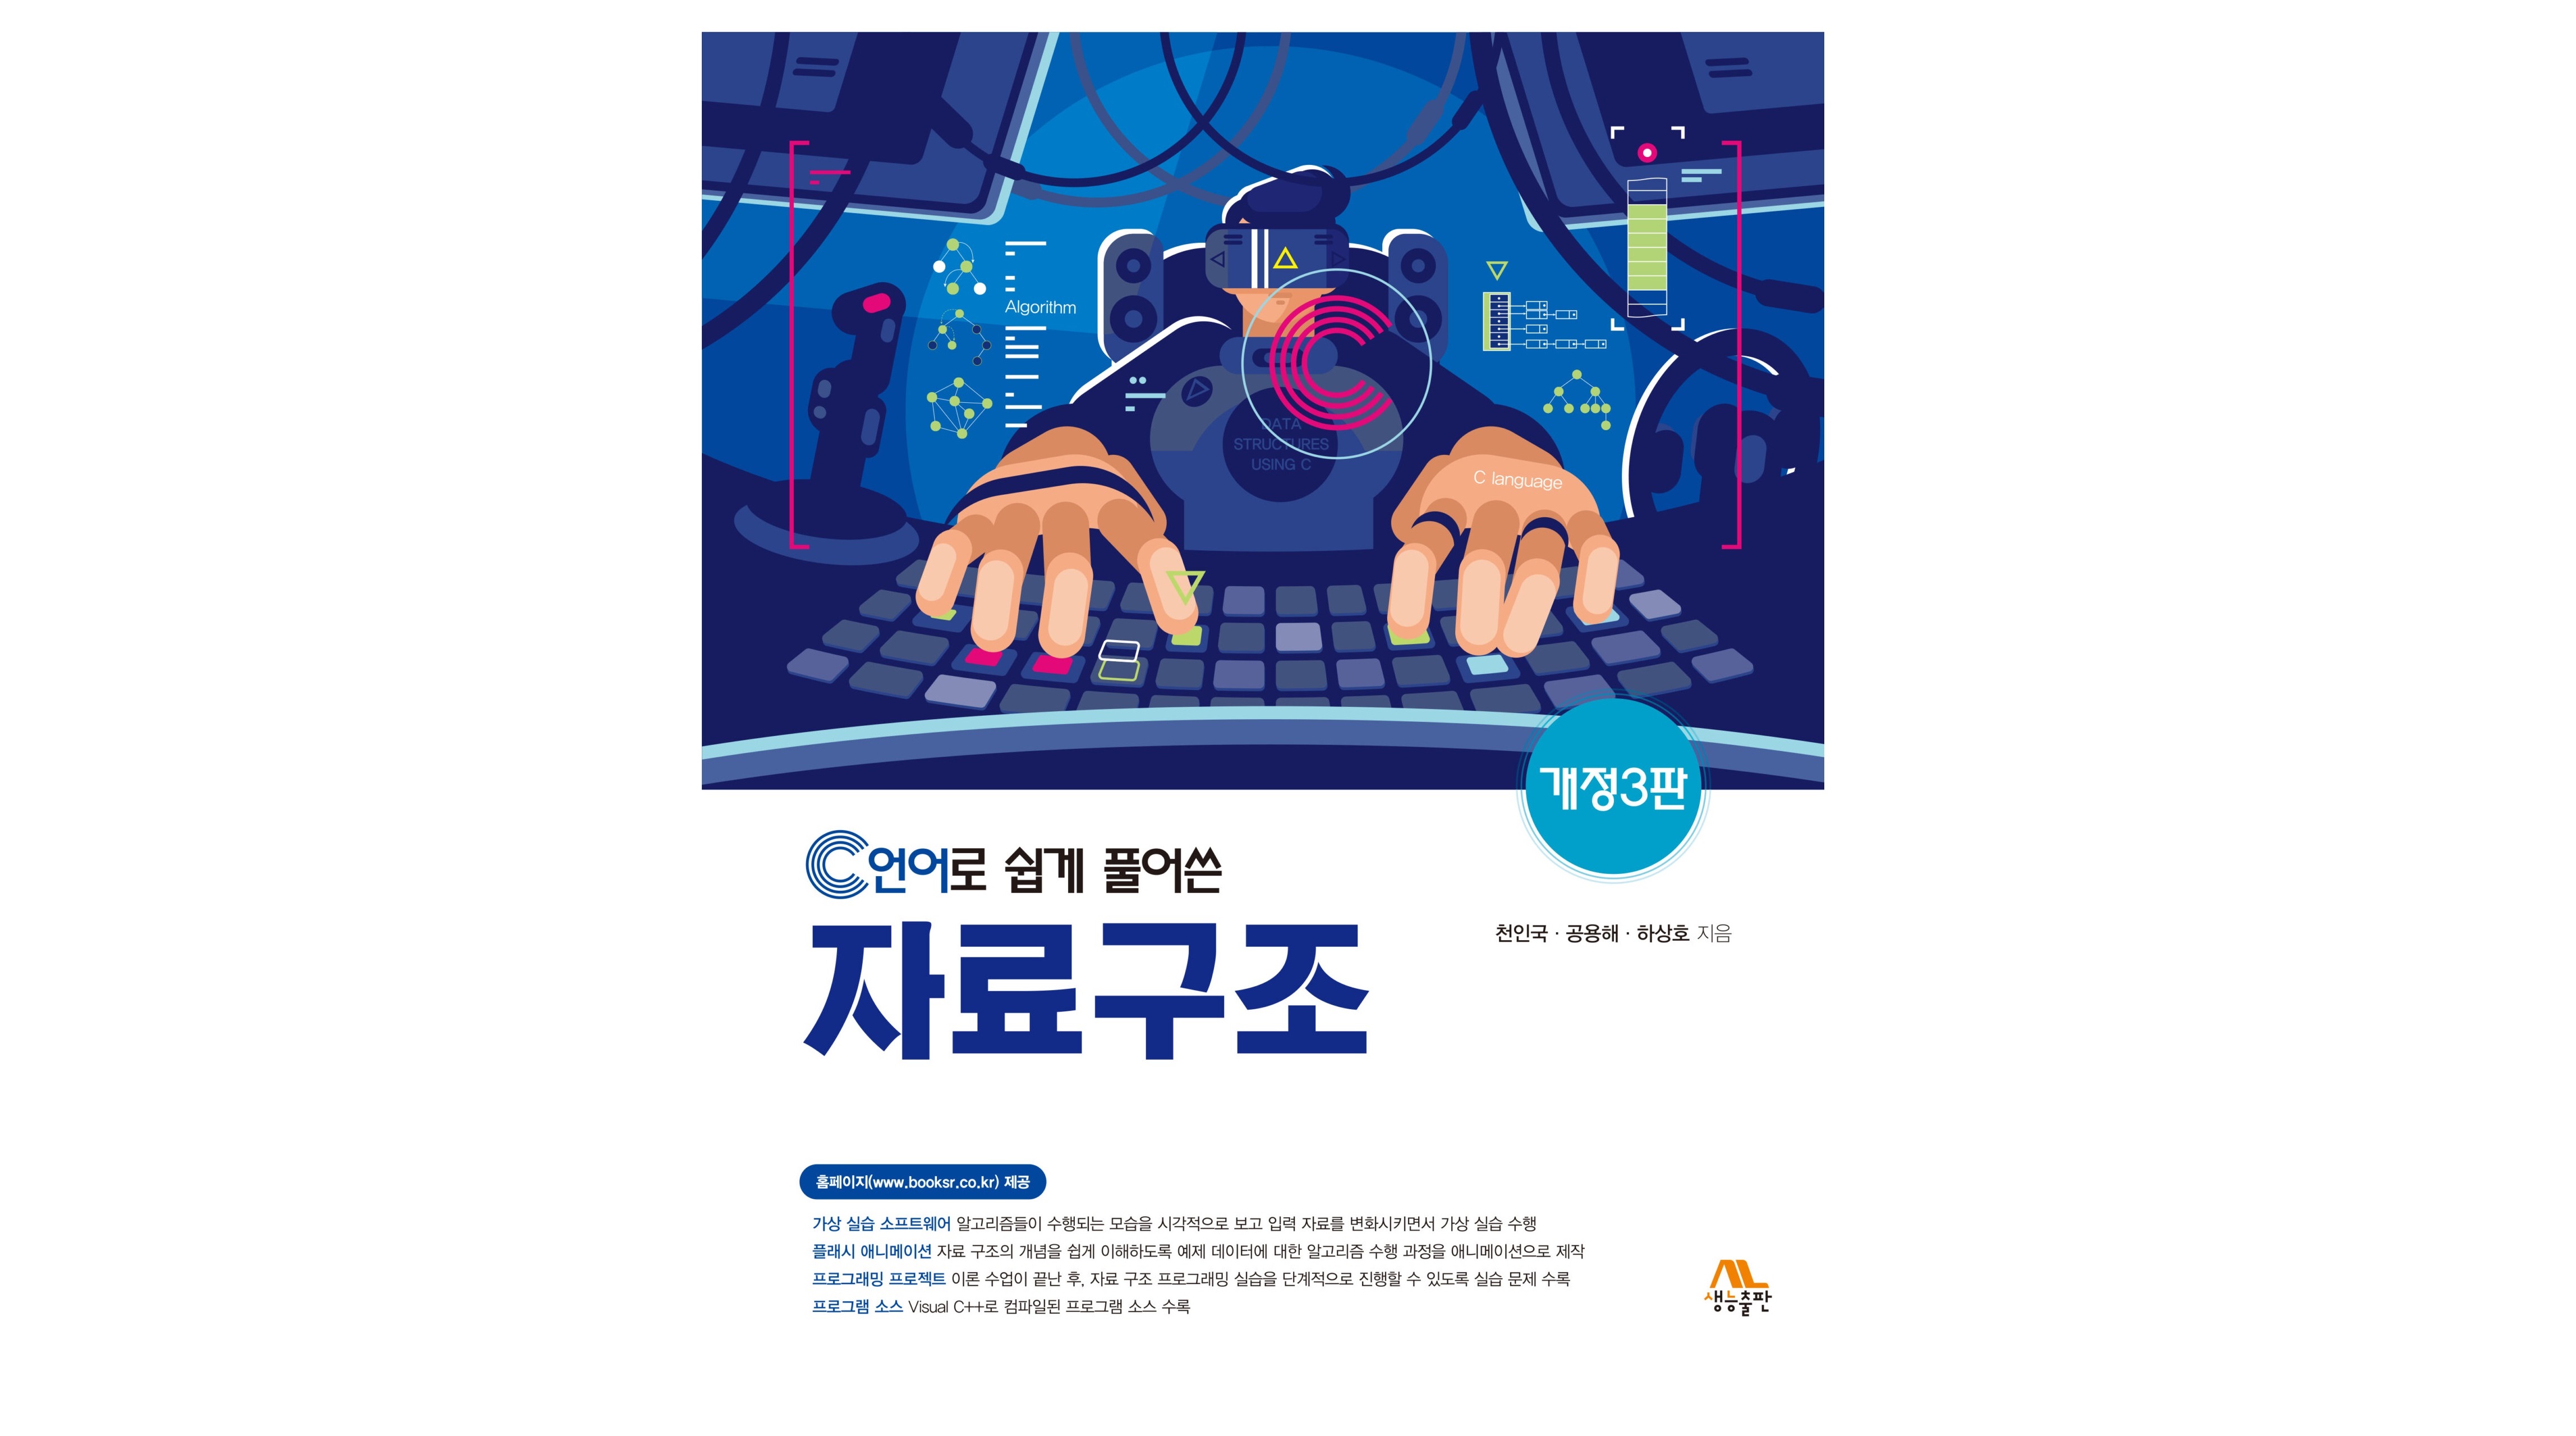 Algorithm
DATA
STRUCTURES
USING C
C language
개정3판
C언어로 쉽게 풀어쓴
자료구조
천인국 · 공용해 · 하상호 지음
홈페이지(www.booksr.co.kr) 제공
가상 실습 소프트웨어 알고리즘들이 수행되는 모습을 시각적으로 보고 입력 자료를 변화시키면서 가상 실습 수행
플래시 애니메이션 자료 구조의 개념을 쉽게 이해하도록 예제 데이터에 대한 알고리즘 수행 과정을 애니메이션으로 제작
프로그래밍 프로젝트 이론 수업이 끝난 후, 자료 구조 프로그래밍 실습을 단계적으로 진행할 수 있도록 실습 문제 수록
프로그램 소스 Visual C++로 컴파일된 프로그램 소스 수록
생능출판